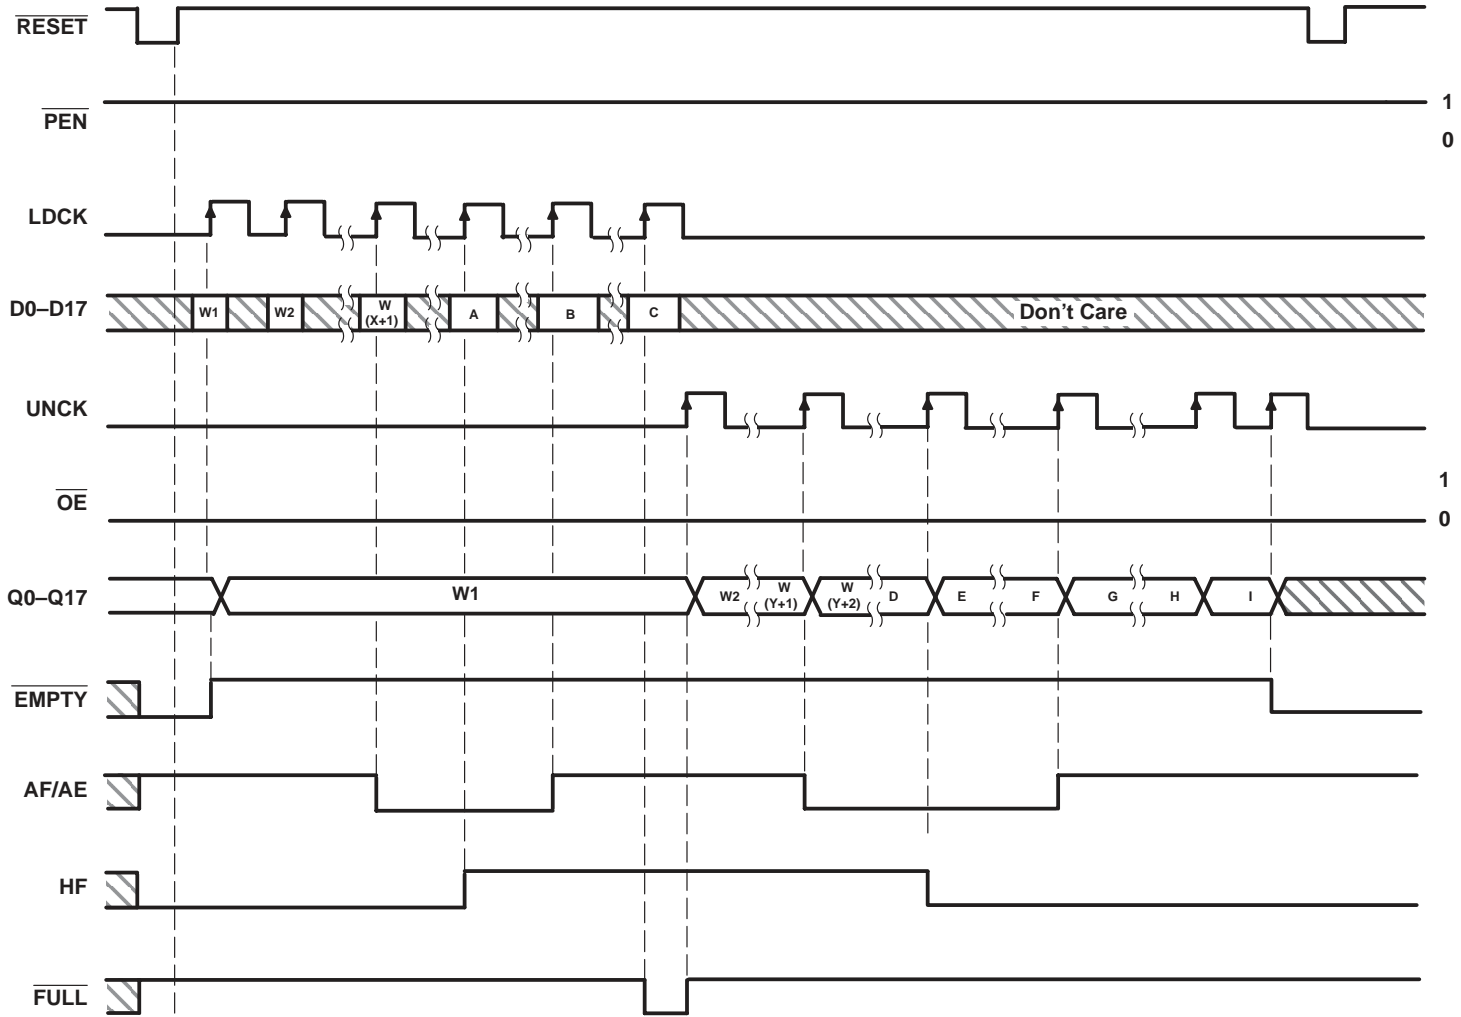 RESET
PEN
1
0
LDCK
D0–D17
W1
W2
W
(X+1)
A
B
C
Don't Care
UNCK
OE
1
0
Q0–Q17
W1
W2
W
(Y+1)
W
(Y+2)
D
E
F
G
H
I
EMPTY
AF/AE
HF
FULL